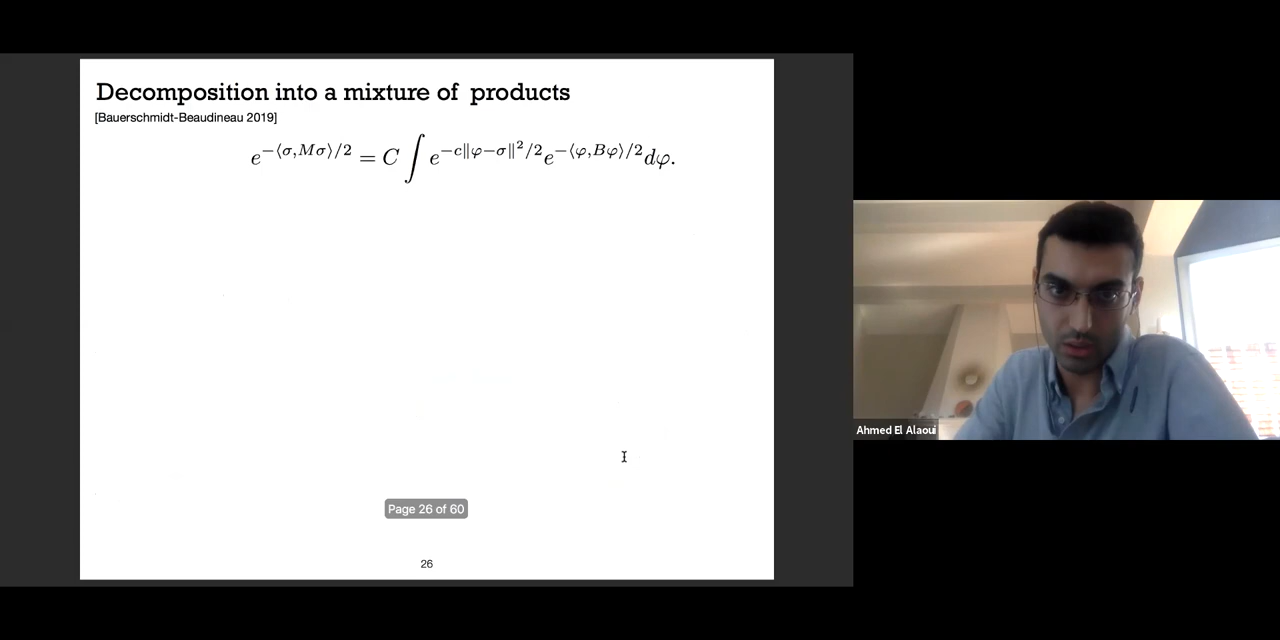 Decomposition into a mixture of products
[Bauerschmidt-Beaudineau 2019]
e^{-⟨σ,Mσ⟩/2} = C ∫ e^{-c‖φ-σ‖²/2} e^{-⟨φ,Bφ⟩/2} dφ.
Ahmed El Alaoui
Page 26 of 60
26